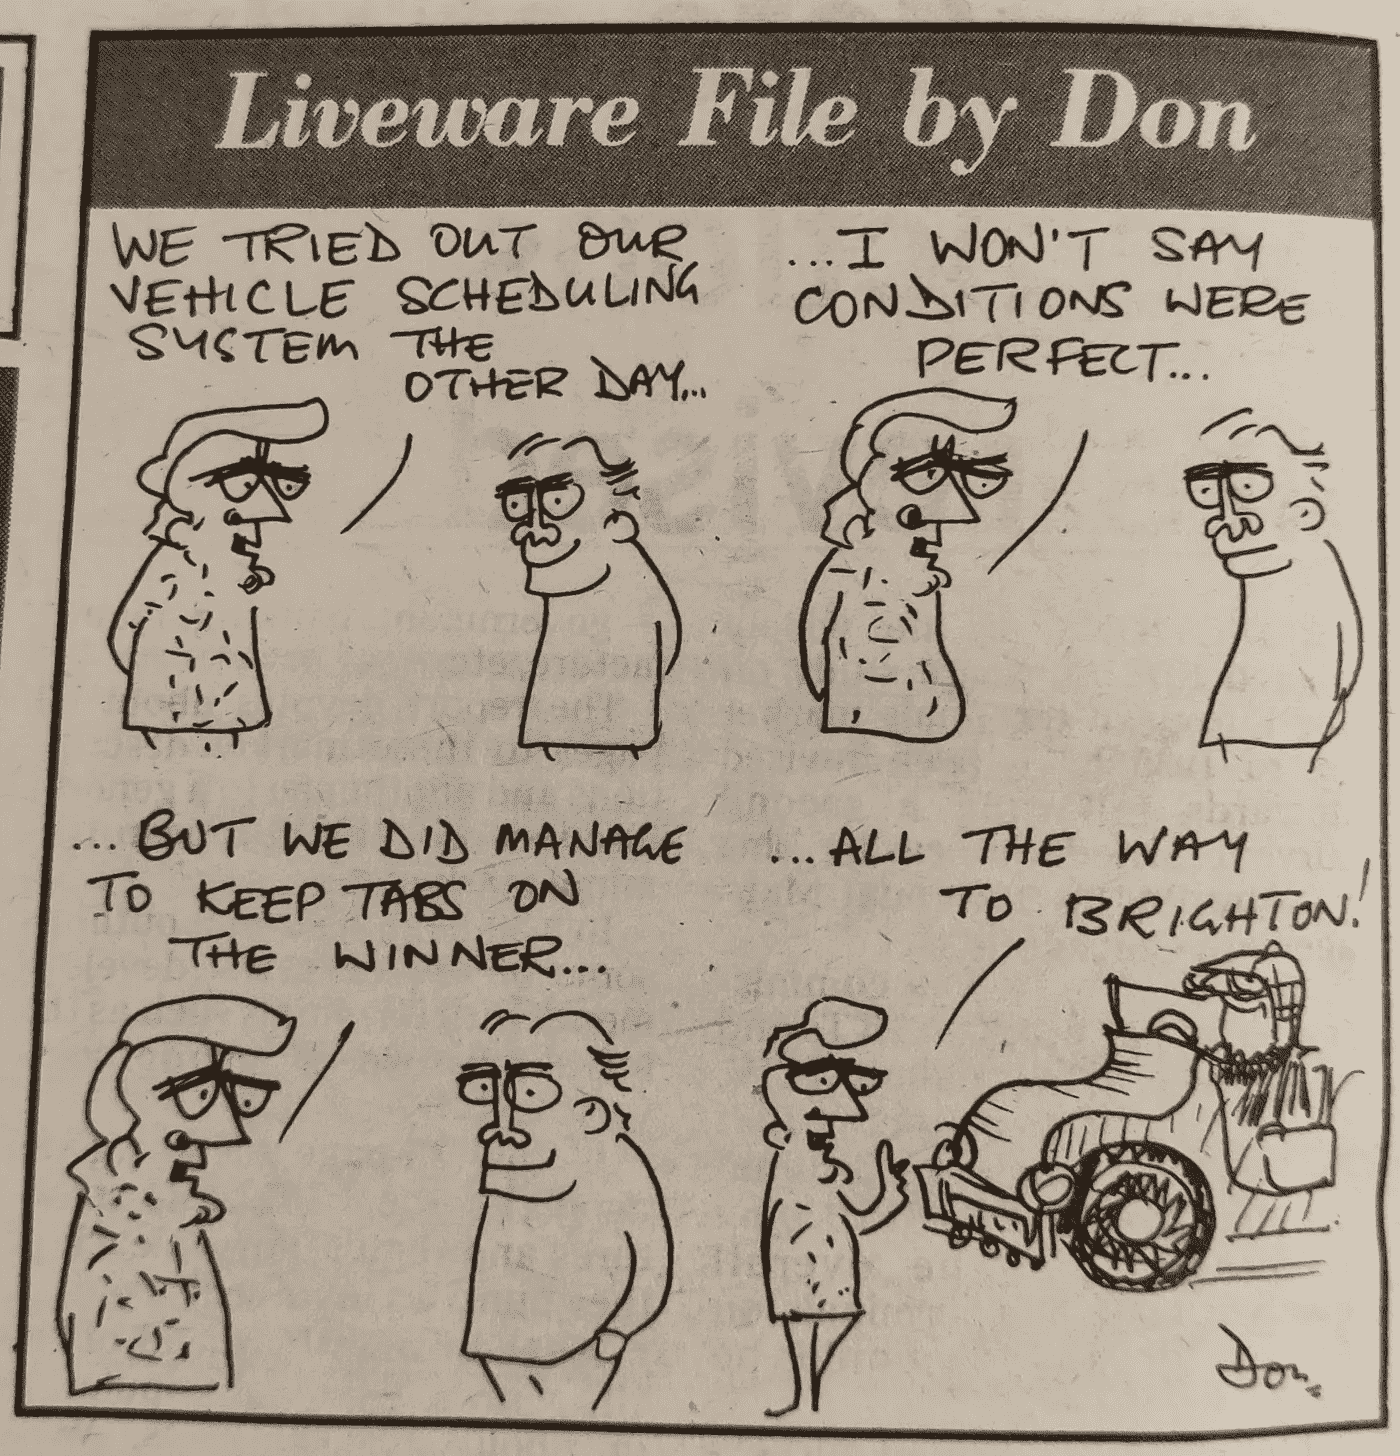 Liveware File by Don
WE TRIED OUT OUR
VEHICLE SCHEDULING
SYSTEM THE
OTHER DAY...
...I WON'T SAY
CONDITIONS WERE
PERFECT...
...BUT WE DID MANAGE
TO KEEP TABS ON
THE WINNER...
...ALL THE WAY
TO BRIGHTON!
Don